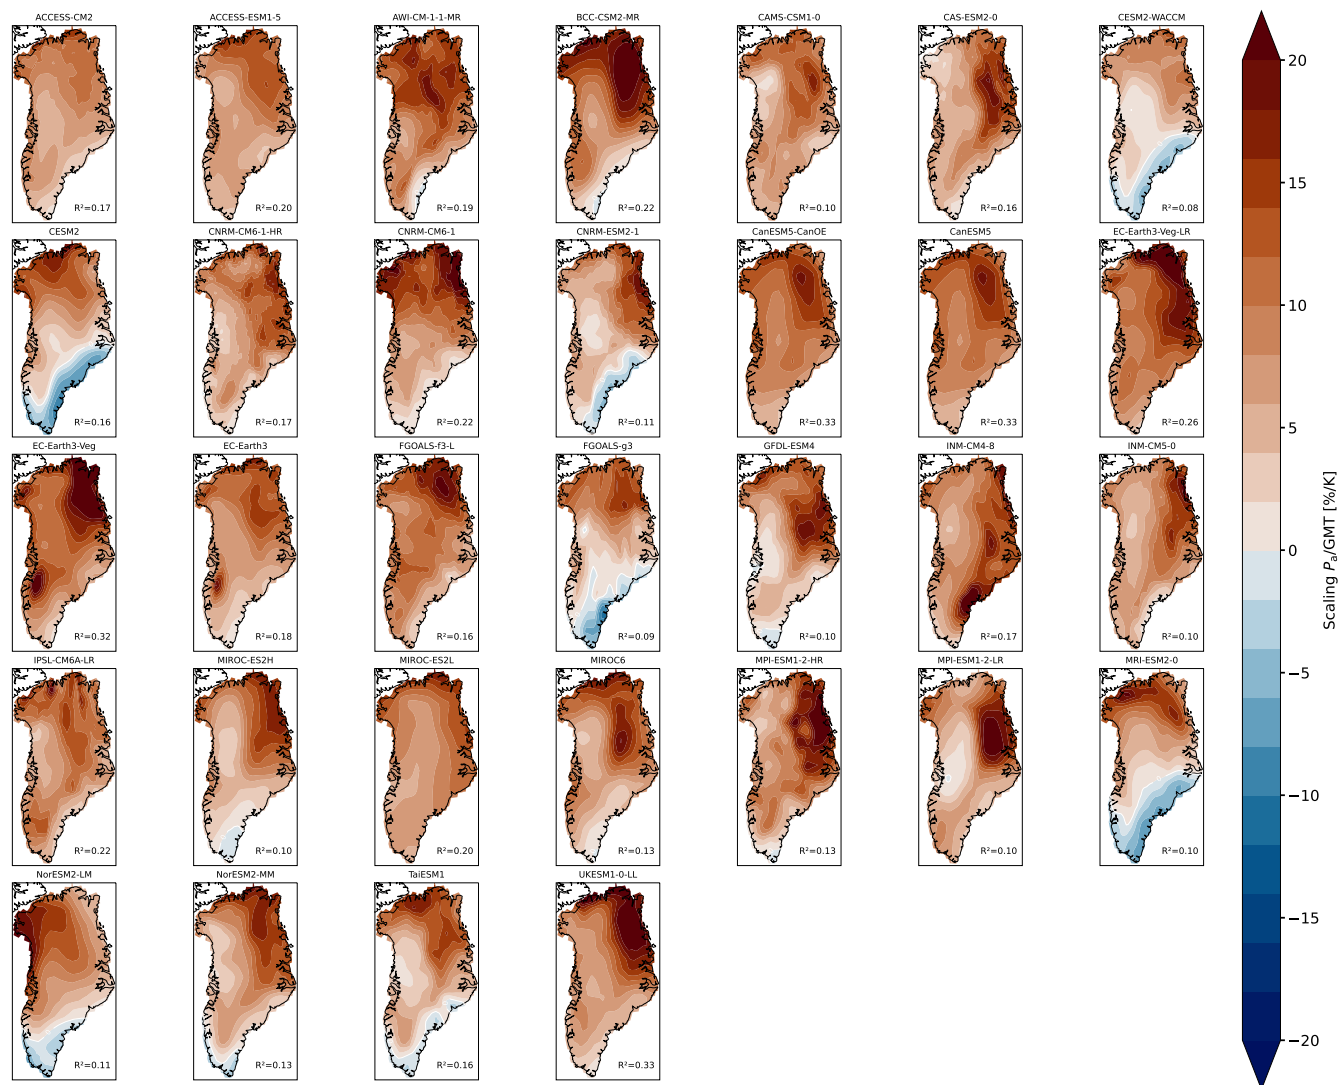 ACCESS-CM2
ACCESS-ESM1-5
AWI-CM-1-1-MR
BCC-CSM2-MR
CAMS-CSM1-0
CAS-ESM2-0
CESM2-WACCM
R²=0.17
R²=0.20
R²=0.19
R²=0.22
R²=0.10
R²=0.16
R²=0.08
CESM2
CNRM-CM6-1-HR
CNRM-CM6-1
CNRM-ESM2-1
CanESM5-CanOE
CanESM5
EC-Earth3-Veg-LR
R²=0.16
R²=0.17
R²=0.22
R²=0.11
R²=0.33
R²=0.33
R²=0.26
EC-Earth3-Veg
EC-Earth3
FGOALS-f3-L
FGOALS-g3
GFDL-ESM4
INM-CM4-8
INM-CM5-0
R²=0.32
R²=0.18
R²=0.16
R²=0.09
R²=0.10
R²=0.17
R²=0.10
IPSL-CM6A-LR
MIROC-ES2H
MIROC-ES2L
MIROC6
MPI-ESM1-2-HR
MPI-ESM1-2-LR
MRI-ESM2-0
R²=0.22
R²=0.10
R²=0.20
R²=0.13
R²=0.13
R²=0.10
R²=0.10
NorESM2-LM
NorESM2-MM
TaiESM1
UKESM1-0-LL
R²=0.11
R²=0.13
R²=0.16
R²=0.33
20
15
10
5
0
−5
−10
−15
−20
Scaling Pa/GMT [%/K]